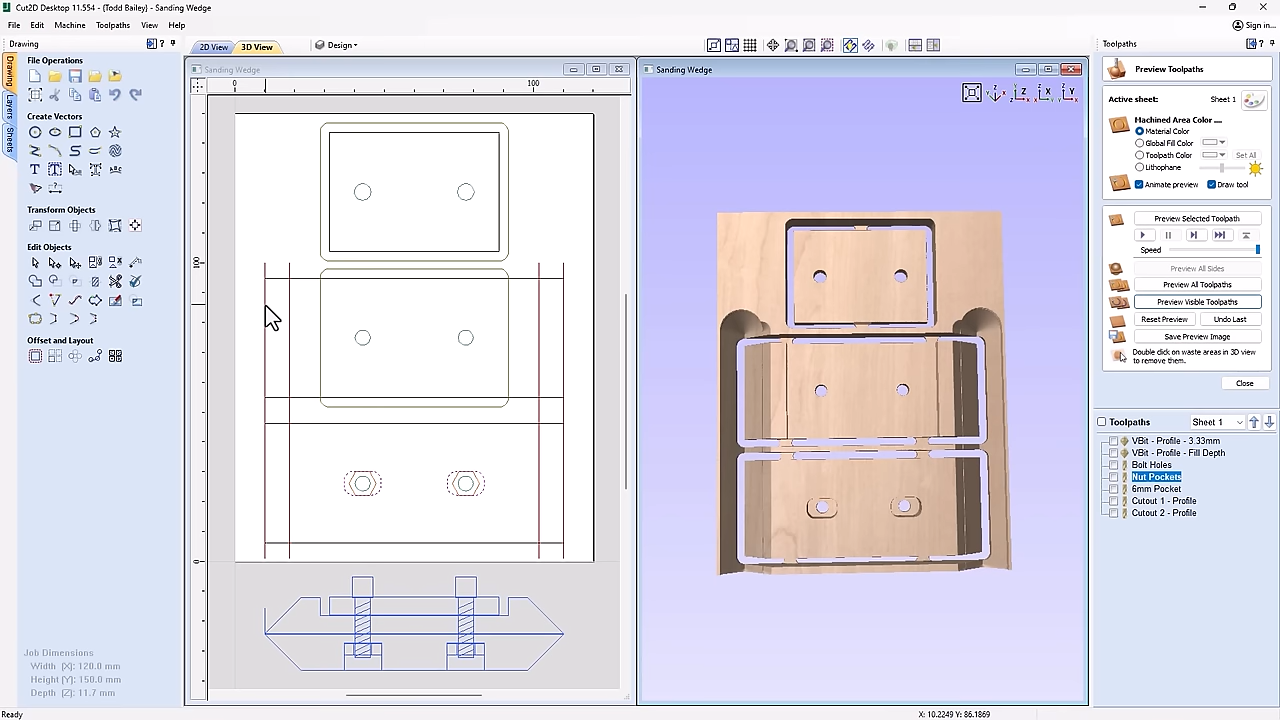 Cut2D Desktop 11.554 - {Todd Bailey} - Sanding Wedge
File Edit Machine Toolpaths View Help
Sign in...
Drawing
2D View 3D View Design
Toolpaths
Drawing
Layers
Sheets
File Operations
Create Vectors
Transform Objects
Edit Objects
Offset and Layout
Job Dimensions
Width [X]: 120.0 mm
Height [Y]: 150.0 mm
Depth [Z]: 11.7 mm
Sanding Wedge
0 100
100
0
Sanding Wedge
Z X Y
Preview Toolpaths
Active sheet: Sheet 1
Machined Area Color ....
Material Color
Global Fill Color
Toolpath Color Set All
Lithophane
Animate preview Draw tool
Preview Selected Toolpath
Speed
Preview All Sides
Preview All Toolpaths
Preview Visible Toolpaths
Reset Preview Undo Last
Save Preview Image
Double click on waste areas in 3D view
to remove them.
Close
Toolpaths Sheet 1
VBit - Profile - 3.33mm
VBit - Profile - Fill Depth
Bolt Holes
Nut Pockets
6mm Pocket
Cutout 1 - Profile
Cutout 2 - Profile
Ready
X: 10.2249 Y: 86.1869